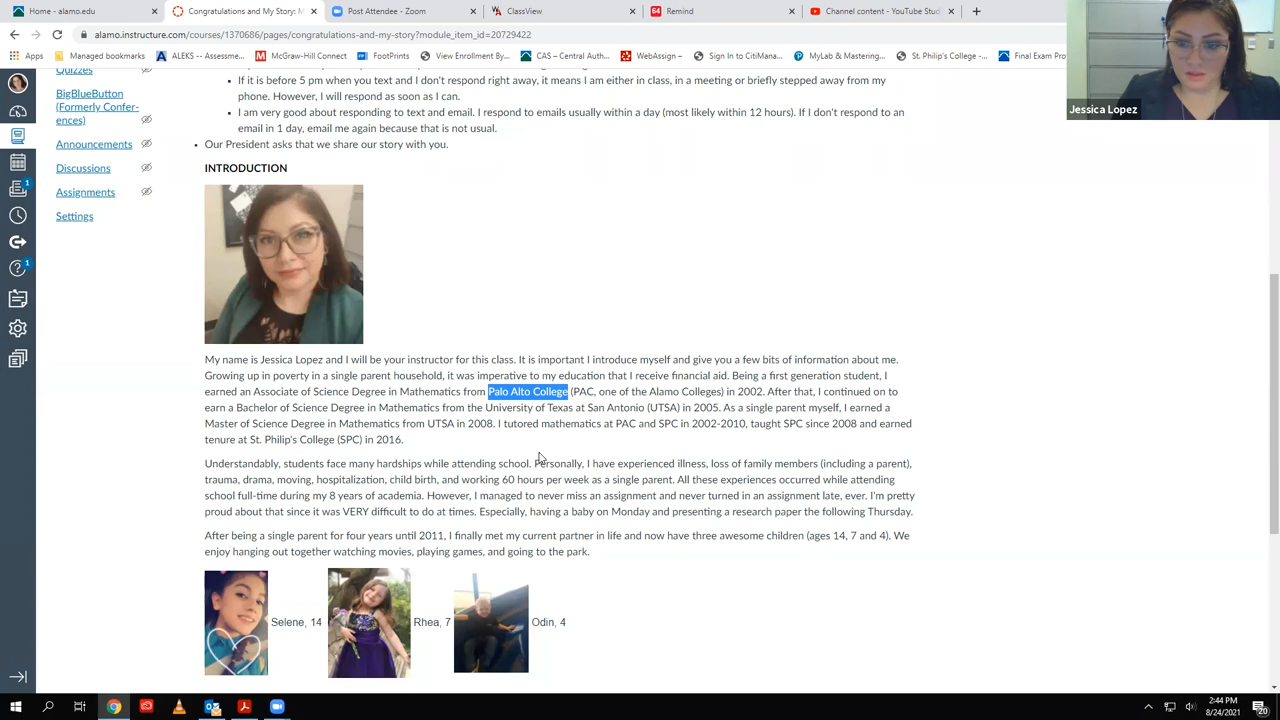 Home - alamo.edu
Congratulations and My Story: M
Post Attendee - Zoom
ClassView
Remind
Channel content - YouTube Stud
alamo.instructure.com/courses/1370686/pages/congratulations-and-my-story?module_item_id=20729422
Apps
Managed bookmarks
ALEKS -- Assessme...
McGraw-Hill Connect
FootPrints
View Enrollment By...
CAS – Central Auth...
WebAssign –
Sign In to CitiMana...
MyLab & Mastering...
St. Philip's College -...
Final Exam Pro
Quizzes
BigBlueButton
(Formerly Confer-
ences)
Announcements
Discussions
Assignments
Settings
If it is before 5 pm when you text and I don't respond right away, it means I am either in class, in a meeting or briefly stepped away from my
phone. However, I will respond as soon as I can.
I am very good about responding to text and email. I respond to emails usually within a day (most likely within 12 hours). If I don't respond to an
email in 1 day, email me again because that is not usual.
Our President asks that we share our story with you.
INTRODUCTION
My name is Jessica Lopez and I will be your instructor for this class. It is important I introduce myself and give you a few bits of information about me.
Growing up in poverty in a single parent household, it was imperative to my education that I receive financial aid. Being a first generation student, I
earned an Associate of Science Degree in Mathematics from Palo Alto College (PAC, one of the Alamo Colleges) in 2002. After that, I continued on to
earn a Bachelor of Science Degree in Mathematics from the University of Texas at San Antonio (UTSA) in 2005. As a single parent myself, I earned a
Master of Science Degree in Mathematics from UTSA in 2008. I tutored mathematics at PAC and SPC in 2002-2010, taught SPC since 2008 and earned
tenure at St. Philip's College (SPC) in 2016.
Understandably, students face many hardships while attending school. Personally, I have experienced illness, loss of family members (including a parent),
trauma, drama, moving, hospitalization, child birth, and working 60 hours per week as a single parent. All these experiences occurred while attending
school full-time during my 8 years of academia. However, I managed to never miss an assignment and never turned in an assignment late, ever. I'm pretty
proud about that since it was VERY difficult to do at times. Especially, having a baby on Monday and presenting a research paper the following Thursday.
After being a single parent for four years until 2011, I finally met my current partner in life and now have three awesome children (ages 14, 7 and 4). We
enjoy hanging out together watching movies, playing games, and going to the park.
Selene, 14
Rhea, 7
Odin, 4
Jessica Lopez
2:44 PM
8/24/2021
20